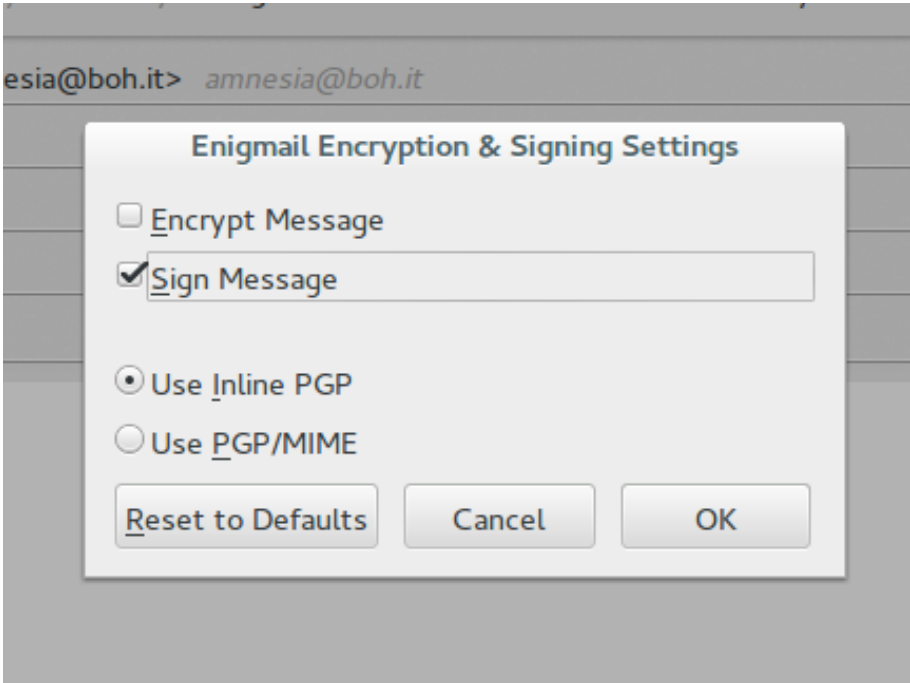 esia@boh.it> amnesia@boh.it
Enigmail Encryption & Signing Settings
Encrypt Message
Sign Message
Use Inline PGP
Use PGP/MIME
Reset to Defaults Cancel OK